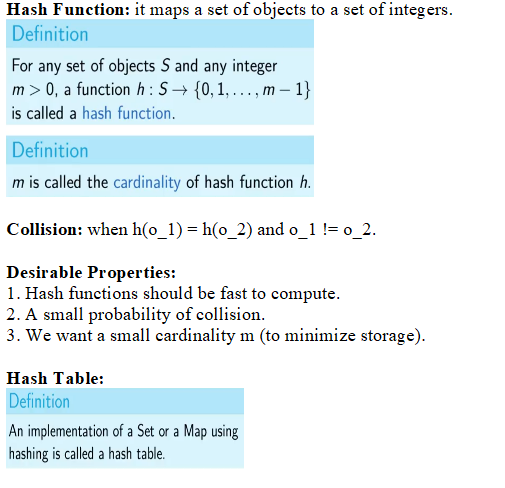 Hash Function: it maps a set of objects to a set of integers.
Definition
For any set of objects S and any integer
m > 0, a function h : S → {0, 1, . . . , m − 1}
is called a hash function.
Definition
m is called the cardinality of hash function h.
Collision: when h(o_1) = h(o_2) and o_1 != o_2.
Desirable Properties:
1. Hash functions should be fast to compute.
2. A small probability of collision.
3. We want a small cardinality m (to minimize storage).
Hash Table:
Definition
An implementation of a Set or a Map using
hashing is called a hash table.